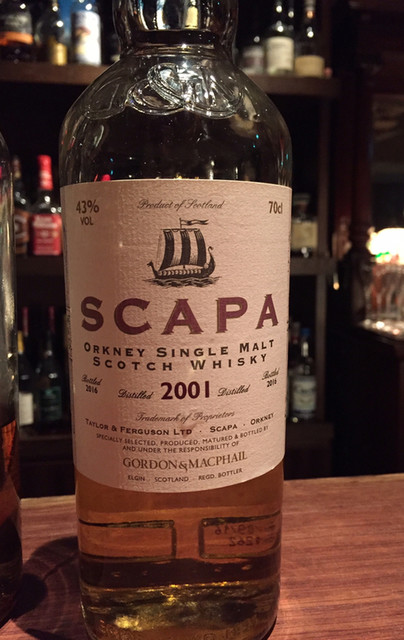 Product of Scotland
43%
VOL
70cl
SCAPA
ORKNEY SINGLE MALT
SCOTCH WHISKY
Bottled
2016
Distilled 2001 Distilled
Bottled
2016
Trademark of Proprietors
TAYLOR & FERGUSON LTD · SCAPA · ORKNEY
SPECIALLY SELECTED, PRODUCED, MATURED & BOTTLED BY
AND UNDER THE RESPONSIBILITY OF
GORDON&MACPHAIL
ELGIN · SCOTLAND · REGD. BOTTLER